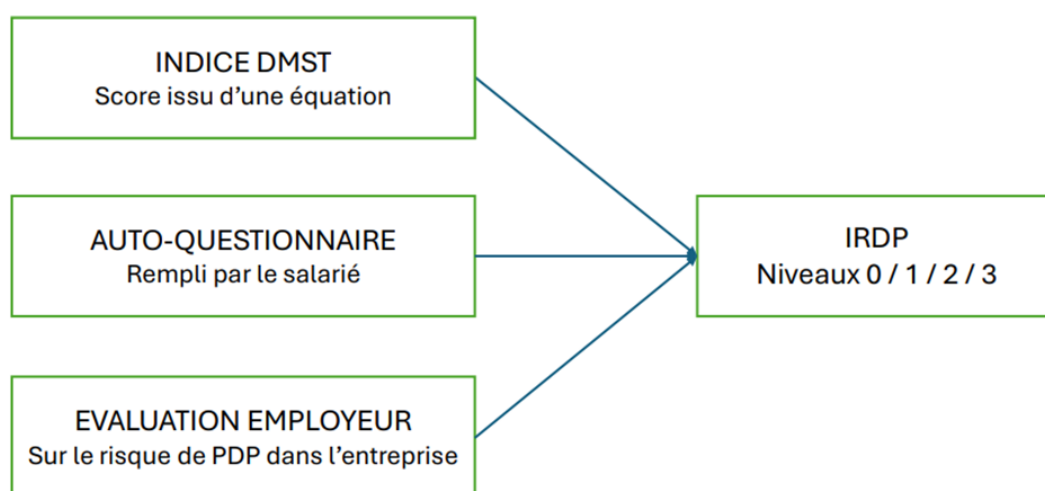 INDICE DMST
Score issu d'une équation
AUTO-QUESTIONNAIRE
Rempli par le salarié
IRDP
Niveaux 0 / 1 / 2 / 3
EVALUATION EMPLOYEUR
Sur le risque de PDP dans l'entreprise